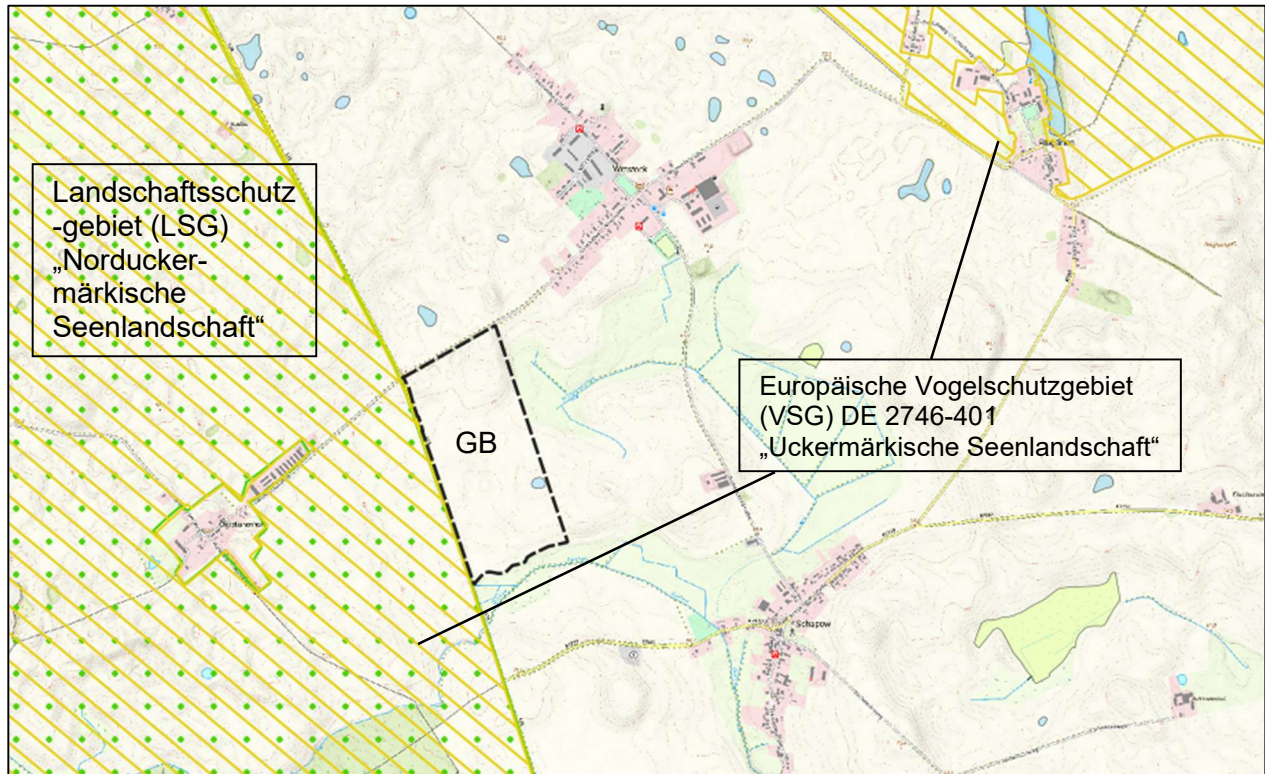 Landschaftsschutz
-gebiet (LSG)
„Norducker-
märkische
Seenlandschaft“
GB
Europäische Vogelschutzgebiet
(VSG) DE 2746-401
„Uckermärkische Seenlandschaft“
Schapow